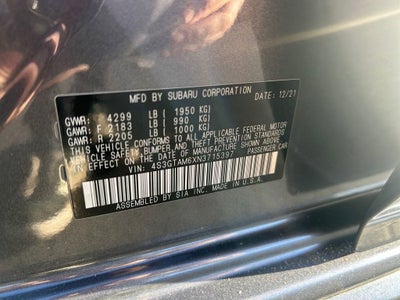 MFD BY SUBARU CORPORATION DATE 12/21
GVWR: 4299 LB ( 1950 KG)
GAWR: F 2183 LB ( 990 KG)
GAWR: R 2205 LB ( 1000 KG)
THIS VEHICLE CONFORMS TO ALL APPLICABLE FEDERAL MOTOR
VEHICLE SAFETY, BUMPER, AND THEFT PREVENTION STANDARDS
IN EFFECT ON THE DATE OF MANUFACTURE SHOWN ABOVE.
VIN: 4S3GTAM6XN3715397 PASSENGER CAR
ASSEMBLED BY SIA INC. MADE IN U.S.A.